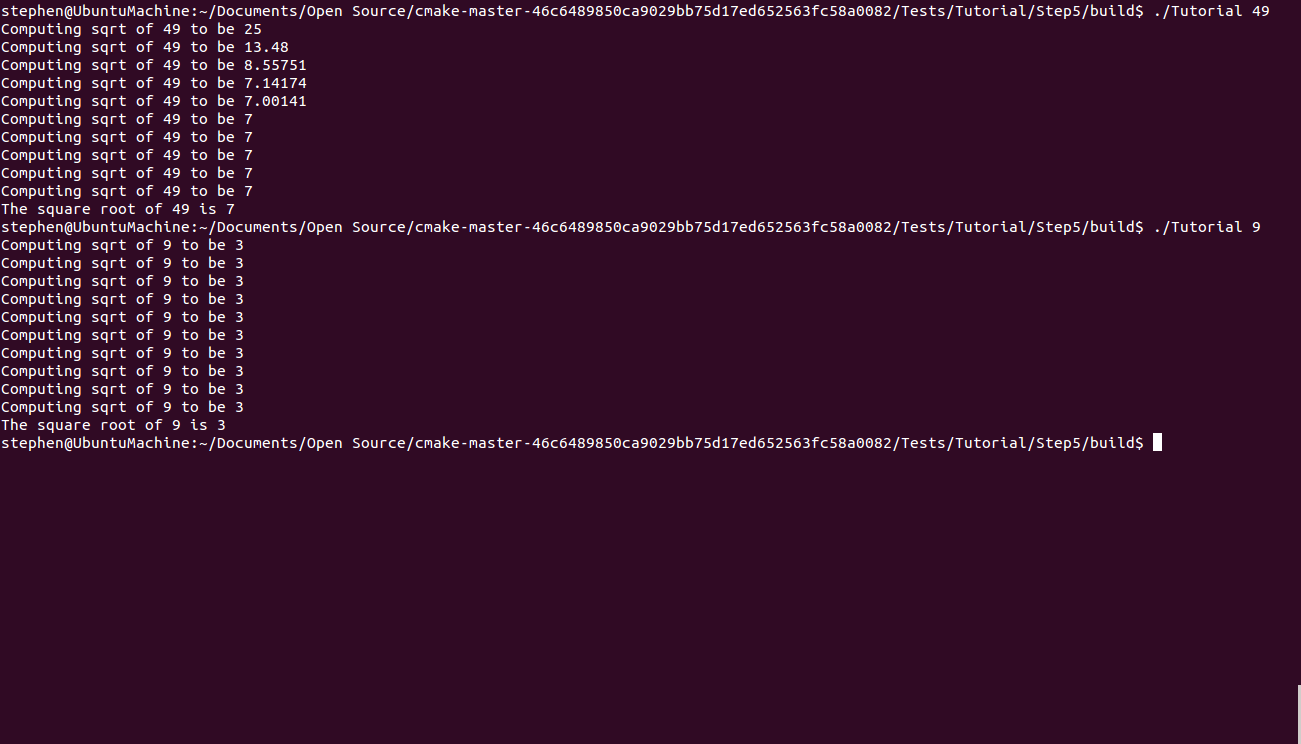 stephen@UbuntuMachine:~/Documents/Open Source/cmake-master-46c6489850ca9029bb75d17ed652563fc58a0082/Tests/Tutorial/Step5/build$ ./Tutorial 49
Computing sqrt of 49 to be 25
Computing sqrt of 49 to be 13.48
Computing sqrt of 49 to be 8.55751
Computing sqrt of 49 to be 7.14174
Computing sqrt of 49 to be 7.00141
Computing sqrt of 49 to be 7
Computing sqrt of 49 to be 7
Computing sqrt of 49 to be 7
Computing sqrt of 49 to be 7
Computing sqrt of 49 to be 7
The square root of 49 is 7
stephen@UbuntuMachine:~/Documents/Open Source/cmake-master-46c6489850ca9029bb75d17ed652563fc58a0082/Tests/Tutorial/Step5/build$ ./Tutorial 9
Computing sqrt of 9 to be 3
Computing sqrt of 9 to be 3
Computing sqrt of 9 to be 3
Computing sqrt of 9 to be 3
Computing sqrt of 9 to be 3
Computing sqrt of 9 to be 3
Computing sqrt of 9 to be 3
Computing sqrt of 9 to be 3
Computing sqrt of 9 to be 3
Computing sqrt of 9 to be 3
The square root of 9 is 3
stephen@UbuntuMachine:~/Documents/Open Source/cmake-master-46c6489850ca9029bb75d17ed652563fc58a0082/Tests/Tutorial/Step5/build$